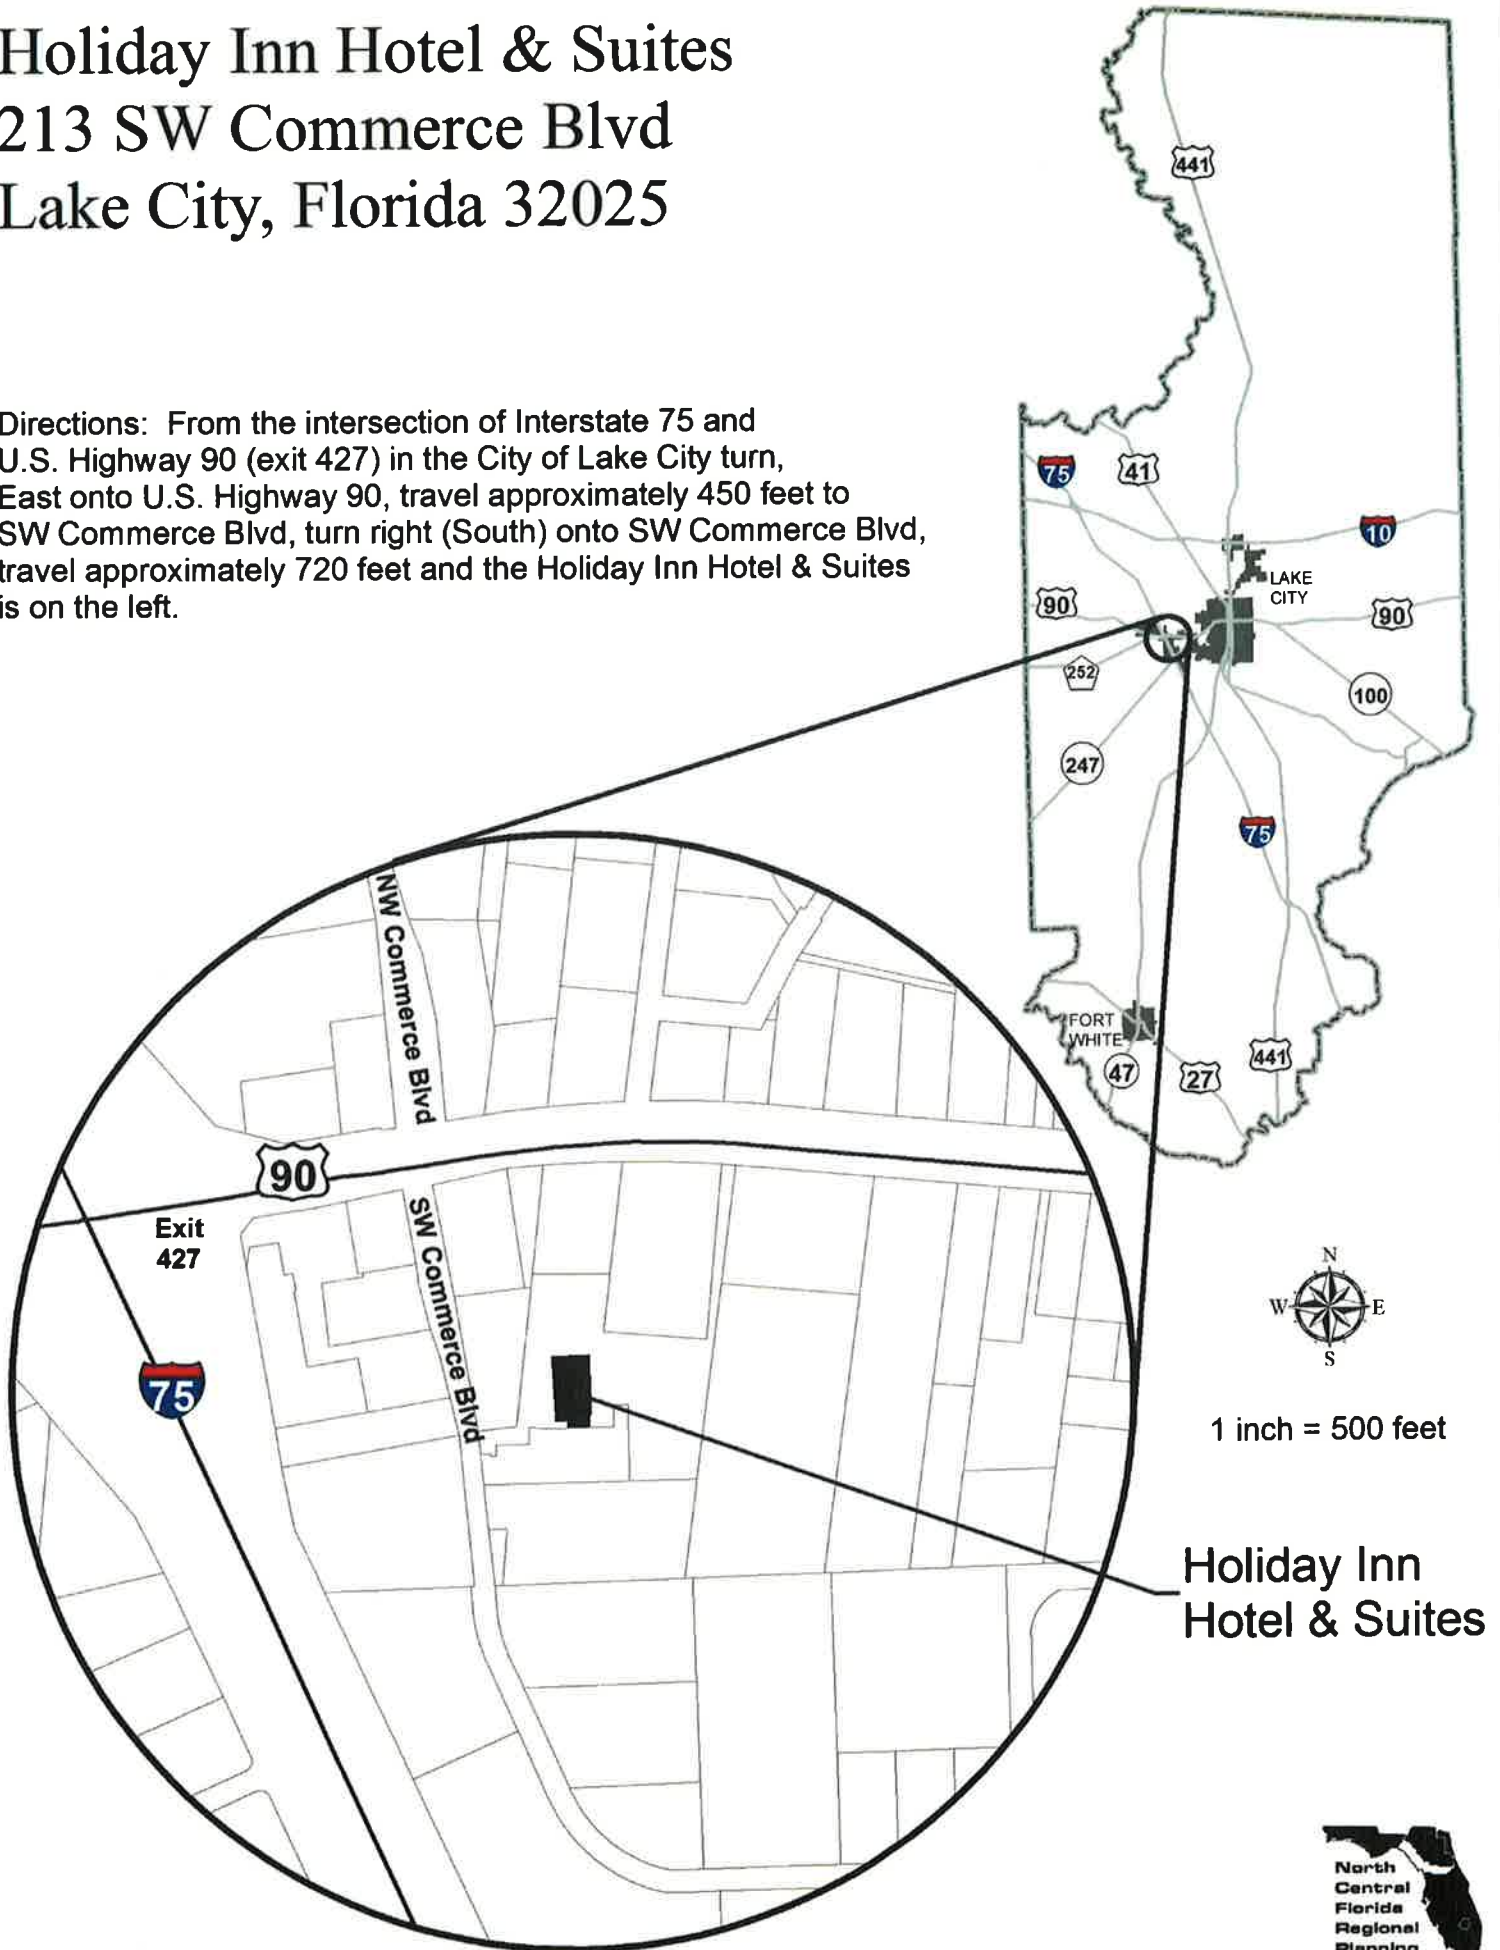 Holiday Inn Hotel & Suites
213 SW Commerce Blvd
Lake City, Florida 32025
Directions:  From the intersection of Interstate 75 and
U.S. Highway 90 (exit 427) in the City of Lake City turn,
East onto U.S. Highway 90, travel approximately 450 feet to
SW Commerce Blvd, turn right (South) onto SW Commerce Blvd,
travel approximately 720 feet and the Holiday Inn Hotel & Suites
is on the left.
441
75
41
10
LAKE
CITY
90
90
252
100
247
75
FORT
WHITE
47
27
441
NW Commerce Blvd
90
Exit
427
SW Commerce Blvd
75
N
W
E
S
1 inch = 500 feet
Holiday Inn
Hotel & Suites
North
Central
Florida
Regional
Planning